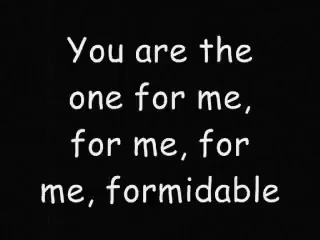 You are the
one for me,
for me, for
me, formidable